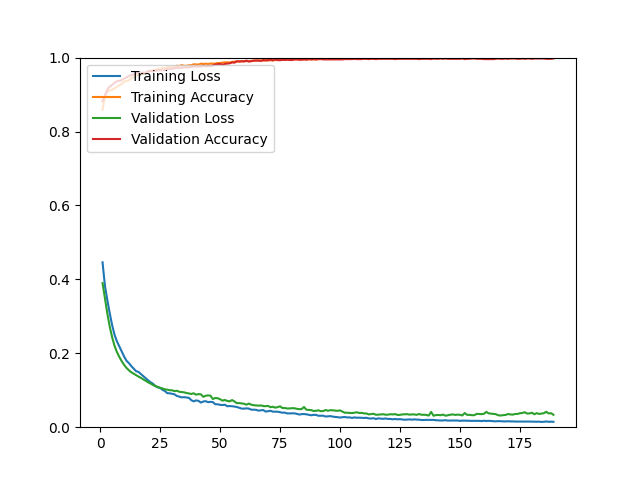 1.0
0.8
0.6
0.4
0.2
0.0
Training Loss
Training Accuracy
Validation Loss
Validation Accuracy
0 25 50 75 100 125 150 175